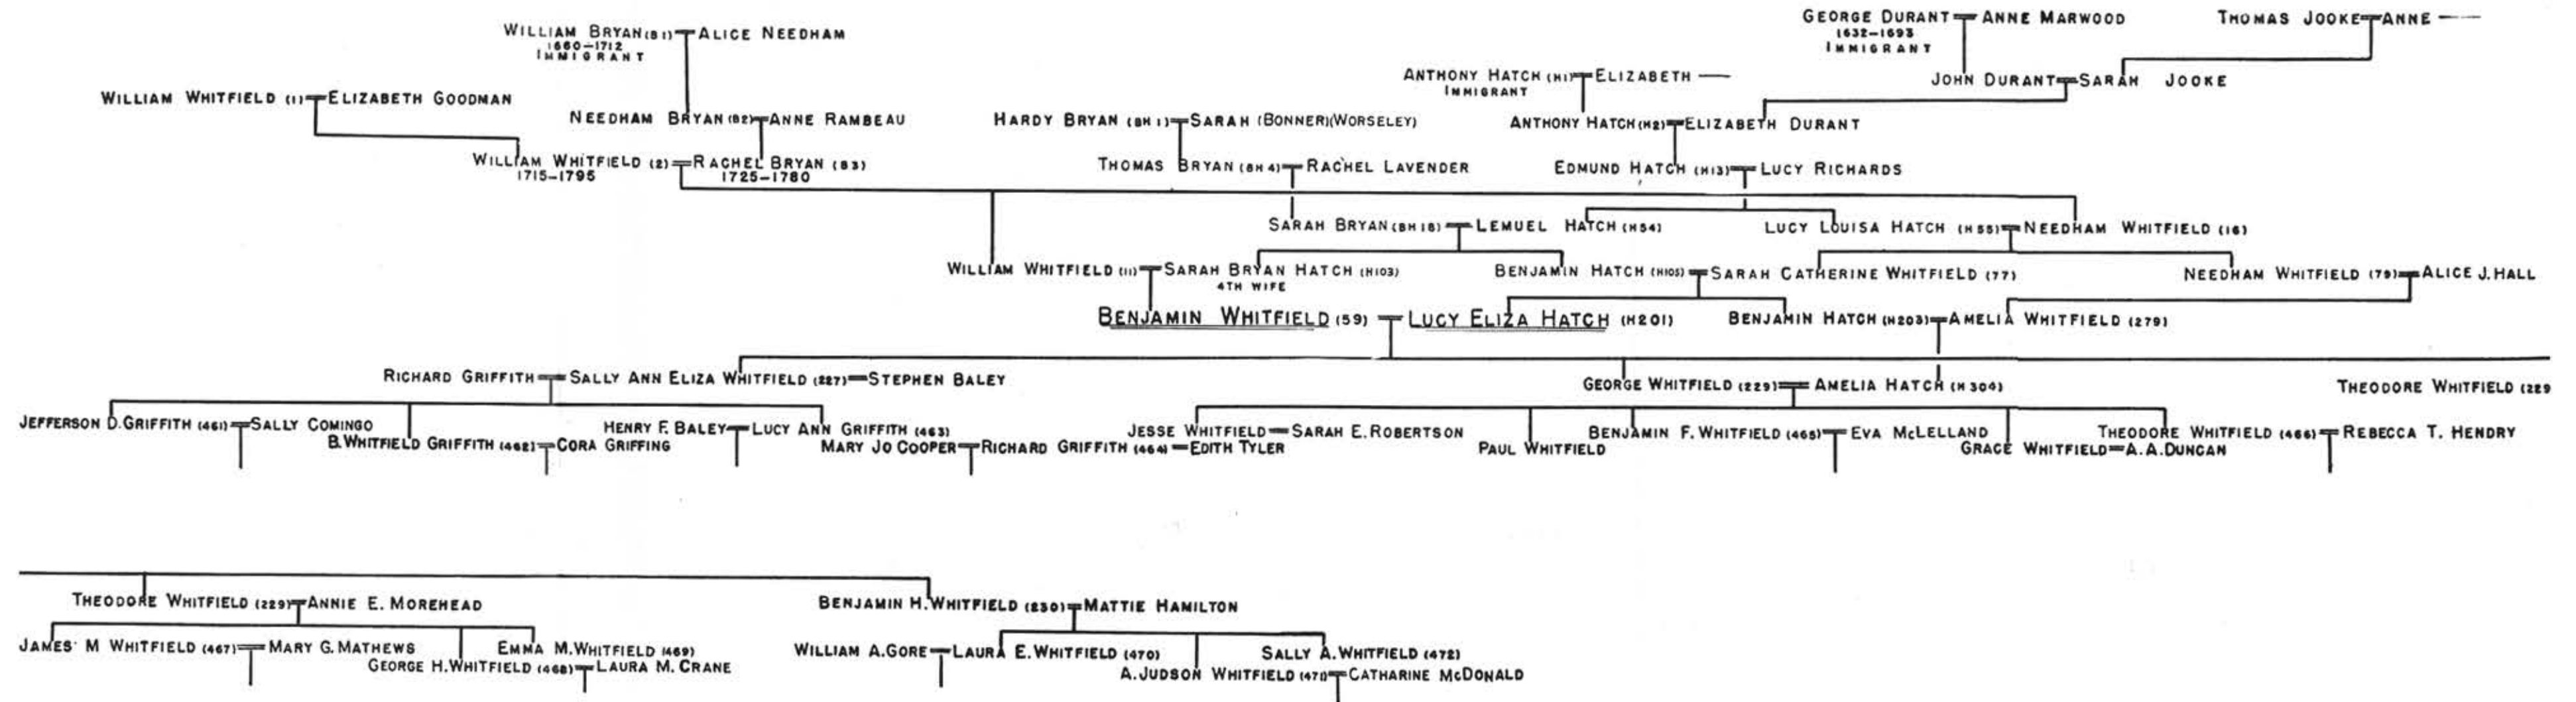 GEORGE DURANT ANNE MARWOOD THOMAS JOOKE ANNE
1632–1693
IMMIGRANT
WILLIAM BRYAN (B1) ALICE NEEDHAM
1660–1712
IMMIGRANT
ANTHONY HATCH (H1) ELIZABETH
IMMIGRANT
JOHN DURANT SARAH JOOKE
WILLIAM WHITFIELD (1) ELIZABETH GOODMAN
NEEDHAM BRYAN (B2) ANNE RAMBEAU HARDY BRYAN (BH1) SARAH (BONNER)(WORSELEY) ANTHONY HATCH (H2) ELIZABETH DURANT
WILLIAM WHITFIELD (2) RACHEL BRYAN (B3) THOMAS BRYAN (BH4) RACHEL LAVENDER EDMUND HATCH (H13) LUCY RICHARDS
1715–1795 1725–1780
SARAH BRYAN (BH18) LEMUEL HATCH (H54) LUCY LOUISA HATCH (H55) NEEDHAM WHITFIELD (16)
WILLIAM WHITFIELD (11) SARAH BRYAN HATCH (H103) BENJAMIN HATCH (H105) SARAH CATHERINE WHITFIELD (77) NEEDHAM WHITFIELD (79) ALICE J. HALL
4TH WIFE
BENJAMIN WHITFIELD (59) LUCY ELIZA HATCH (H201) BENJAMIN HATCH (H203) AMELIA WHITFIELD (279)
RICHARD GRIFFITH SALLY ANN ELIZA WHITFIELD (227) STEPHEN BALEY GEORGE WHITFIELD (229) AMELIA HATCH (H304) THEODORE WHITFIELD (229
JEFFERSON D. GRIFFITH (461) SALLY COMINGO HENRY F. BALEY LUCY ANN GRIFFITH (463) JESSE WHITFIELD SARAH E. ROBERTSON BENJAMIN F. WHITFIELD (465) EVA MCLELLAND THEODORE WHITFIELD (466) REBECCA T. HENDRY
B. WHITFIELD GRIFFITH (462) CORA GRIFFING MARY JO COOPER RICHARD GRIFFITH (464) EDITH TYLER PAUL WHITFIELD GRACE WHITFIELD A. A. DUNCAN
THEODORE WHITFIELD (229) ANNIE E. MOREHEAD BENJAMIN H. WHITFIELD (230) MATTIE HAMILTON
JAMES M WHITFIELD (467) MARY G. MATHEWS EMMA M. WHITFIELD (469) WILLIAM A. GORE LAURA E. WHITFIELD (470) SALLY A. WHITFIELD (472)
GEORGE H. WHITFIELD (468) LAURA M. CRANE A. JUDSON WHITFIELD (471) CATHARINE MCDONALD